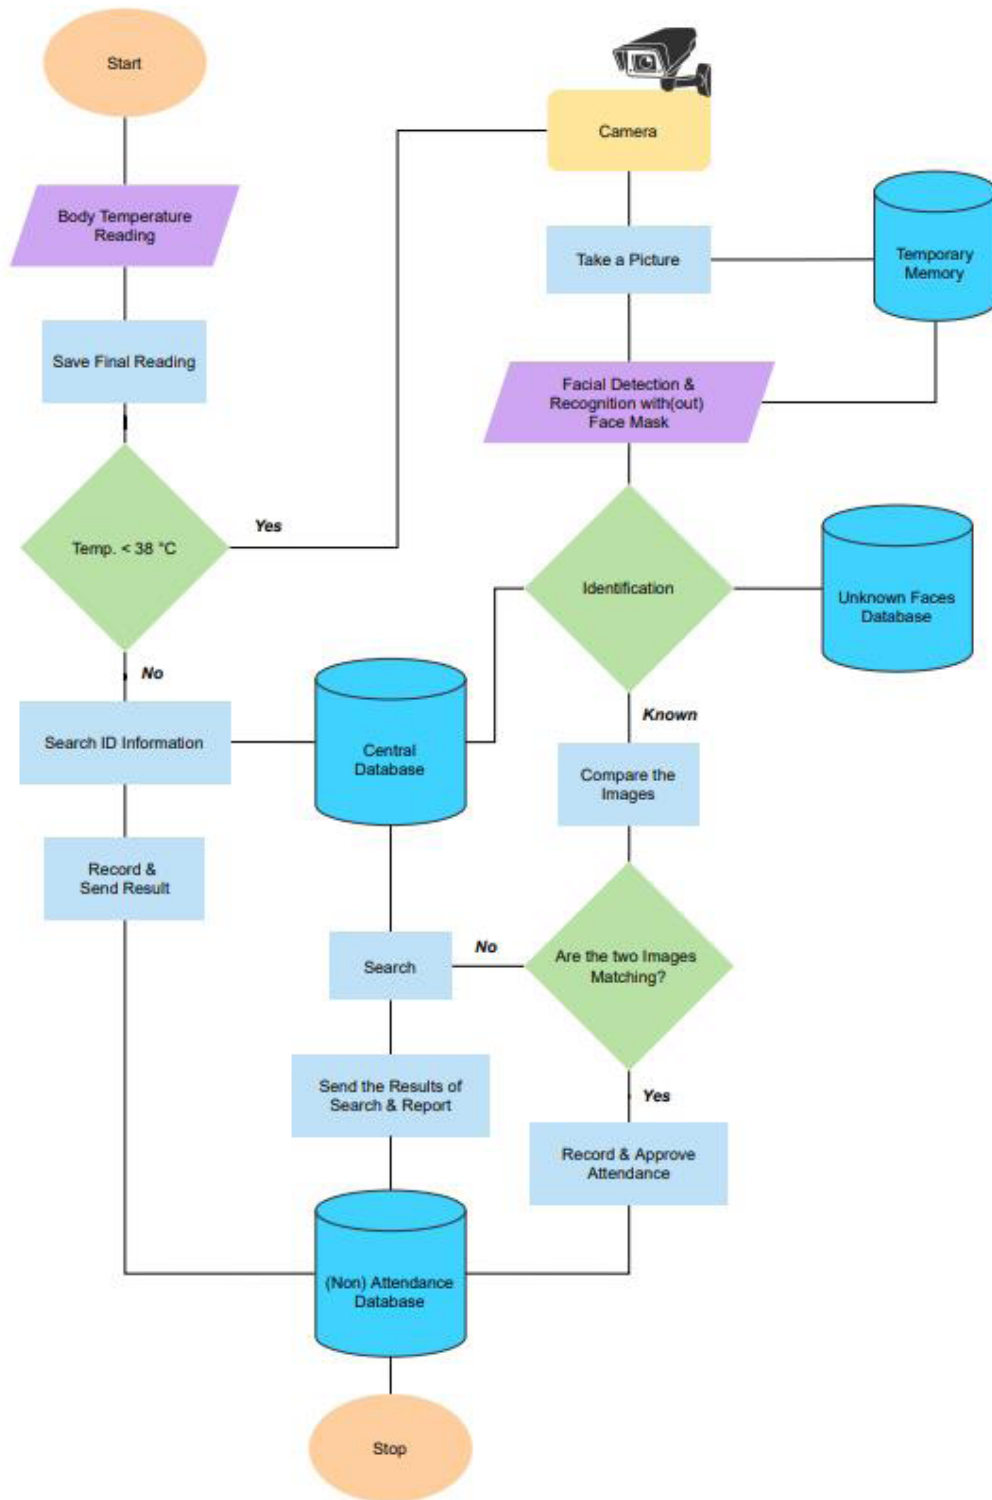 Start
Body Temperature
Reading
Save Final Reading
Temp. < 38 °C
Yes
No
Search ID Information
Record &
Send Result
Camera
Take a Picture
Temporary
Memory
Facial Detection &
Recognition with(out)
Face Mask
Identification
Unknown Faces
Database
Central
Database
Known
Compare the
Images
Are the two Images
Matching?
No
Search
Send the Results of
Search & Report
Yes
Record & Approve
Attendance
(Non) Attendance
Database
Stop